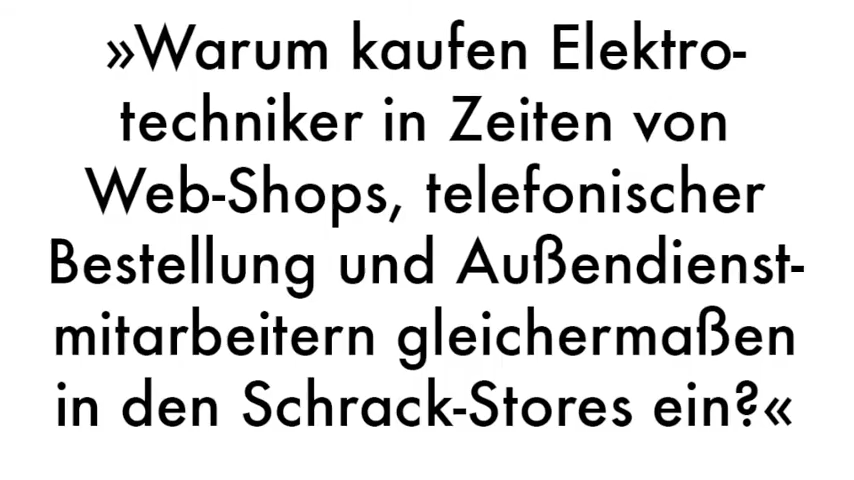 »Warum kaufen Elektro-
techniker in Zeiten von
Web-Shops, telefonischer
Bestellung und Außendienst-
mitarbeitern gleichermaßen
in den Schrack-Stores ein?«